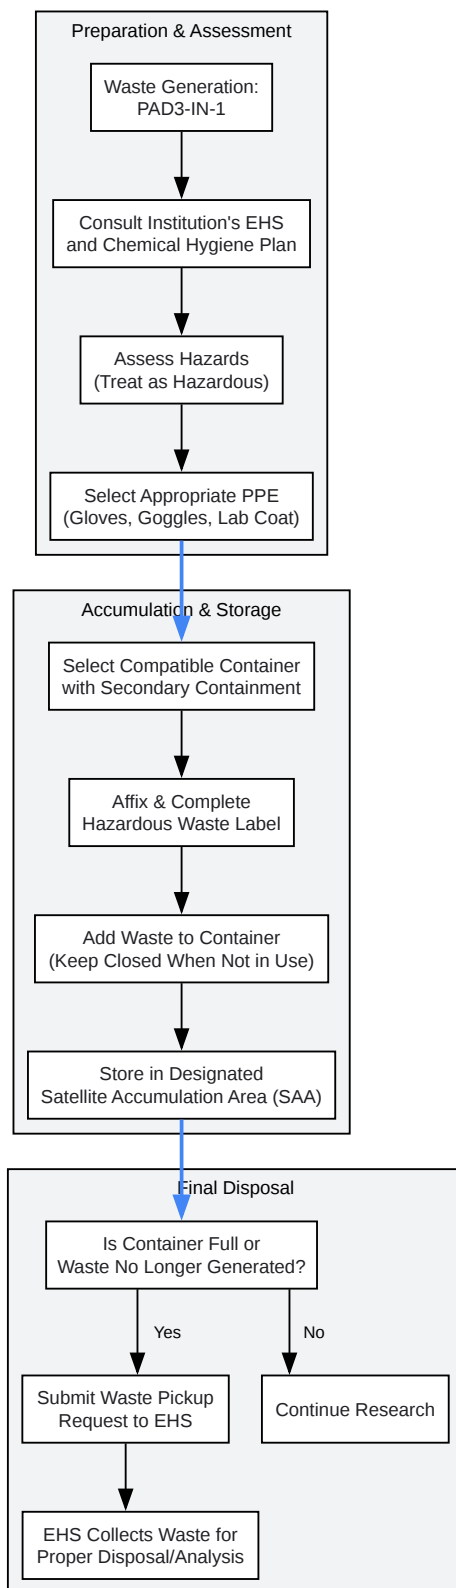 Preparation & Assessment
Waste Generation:
PAD3-IN-1
Consult Institution's EHS
and Chemical Hygiene Plan
Assess Hazards
(Treat as Hazardous)
Select Appropriate PPE
(Gloves, Goggles, Lab Coat)
Accumulation & Storage
Select Compatible Container
with Secondary Containment
Affix & Complete
Hazardous Waste Label
Add Waste to Container
(Keep Closed When Not in Use)
Store in Designated
Satellite Accumulation Area (SAA)
Final Disposal
Is Container Full or
Waste No Longer Generated?
Yes
No
Submit Waste Pickup
Request to EHS
Continue Research
EHS Collects Waste for
Proper Disposal/Analysis